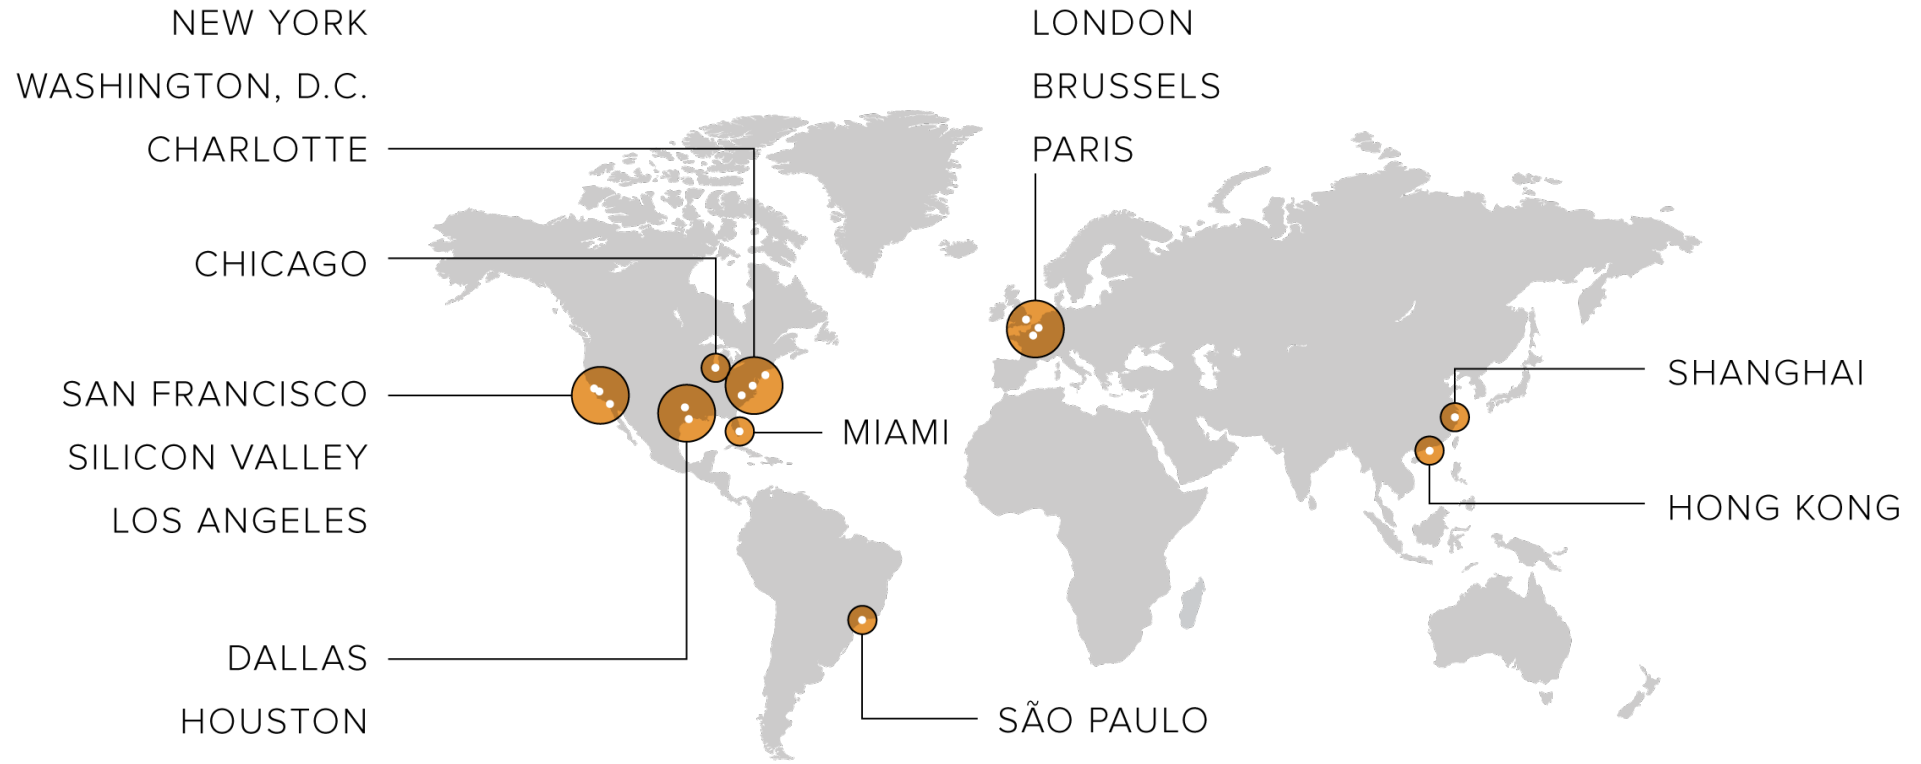 NEW YORK
WASHINGTON, D.C.
CHARLOTTE
CHICAGO
SAN FRANCISCO
SILICON VALLEY
LOS ANGELES
DALLAS
HOUSTON
MIAMI
SÃO PAULO
LONDON
BRUSSELS
PARIS
SHANGHAI
HONG KONG